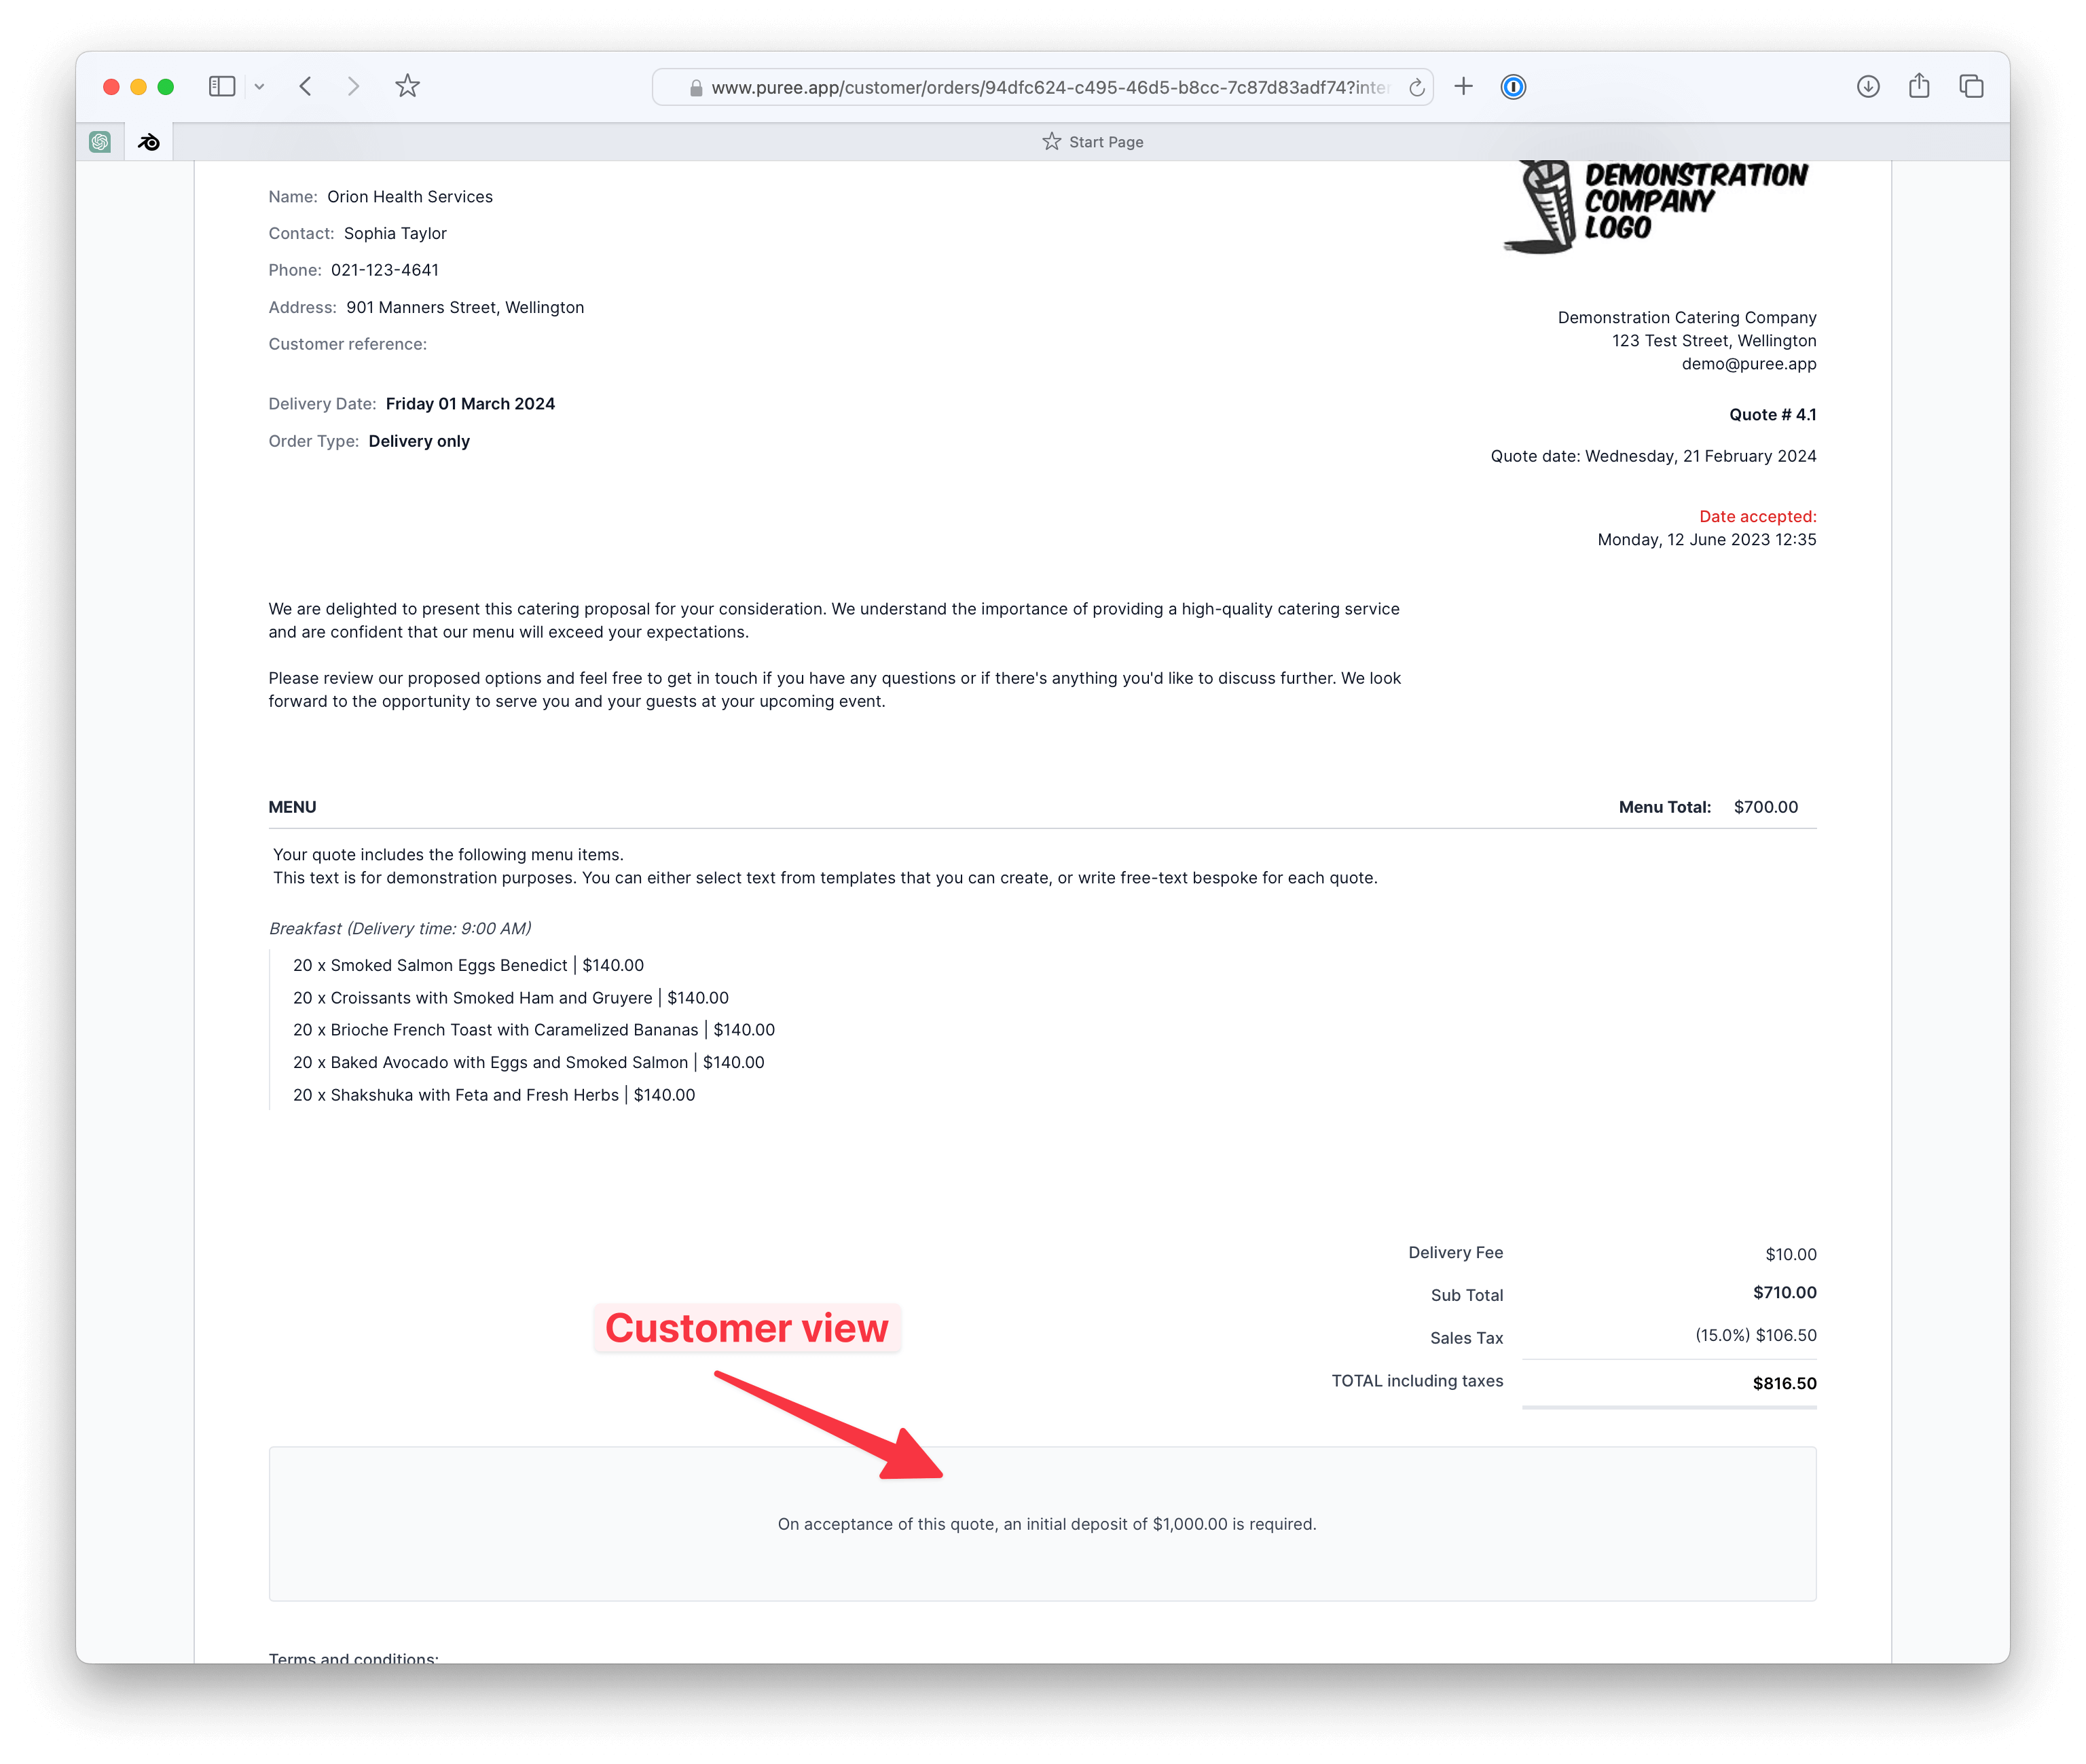 www.puree.app/customer/orders/94dfc624-c495-46d5-b8cc-7c87d83adf74?inter
Start Page
DEMONSTRATION
COMPANY
LOGO
Name: Orion Health Services
Contact: Sophia Taylor
Phone: 021-123-4641
Address: 901 Manners Street, Wellington
Customer reference:
Delivery Date: Friday 01 March 2024
Order Type: Delivery only
Demonstration Catering Company
123 Test Street, Wellington
demo@puree.app
Quote # 4.1
Quote date: Wednesday, 21 February 2024
Date accepted:
Monday, 12 June 2023 12:35
We are delighted to present this catering proposal for your consideration. We understand the importance of providing a high-quality catering service
and are confident that our menu will exceed your expectations.
Please review our proposed options and feel free to get in touch if you have any questions or if there's anything you'd like to discuss further. We look
forward to the opportunity to serve you and your guests at your upcoming event.
MENU Menu Total: $700.00
Your quote includes the following menu items.
This text is for demonstration purposes. You can either select text from templates that you can create, or write free-text bespoke for each quote.
Breakfast (Delivery time: 9:00 AM)
20 x Smoked Salmon Eggs Benedict | $140.00
20 x Croissants with Smoked Ham and Gruyere | $140.00
20 x Brioche French Toast with Caramelized Bananas | $140.00
20 x Baked Avocado with Eggs and Smoked Salmon | $140.00
20 x Shakshuka with Feta and Fresh Herbs | $140.00
Delivery Fee $10.00
Sub Total $710.00
Sales Tax (15.0%) $106.50
TOTAL including taxes $816.50
Customer view
On acceptance of this quote, an initial deposit of $1,000.00 is required.
Terms and conditions: